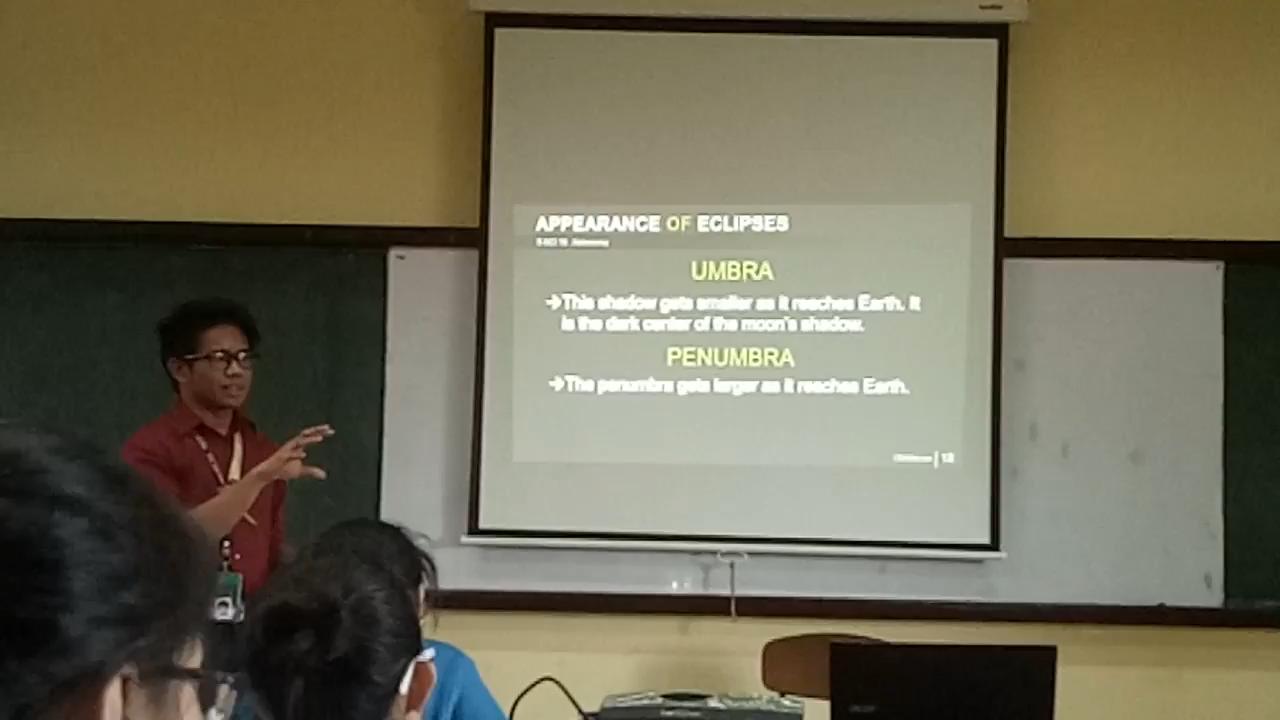 APPEARANCE OF ECLIPSES
UMBRA
→This shadow gets smaller as it reaches Earth. It
is the dark center of the moon's shadow.
PENUMBRA
→The penumbra gets larger as it reaches Earth.